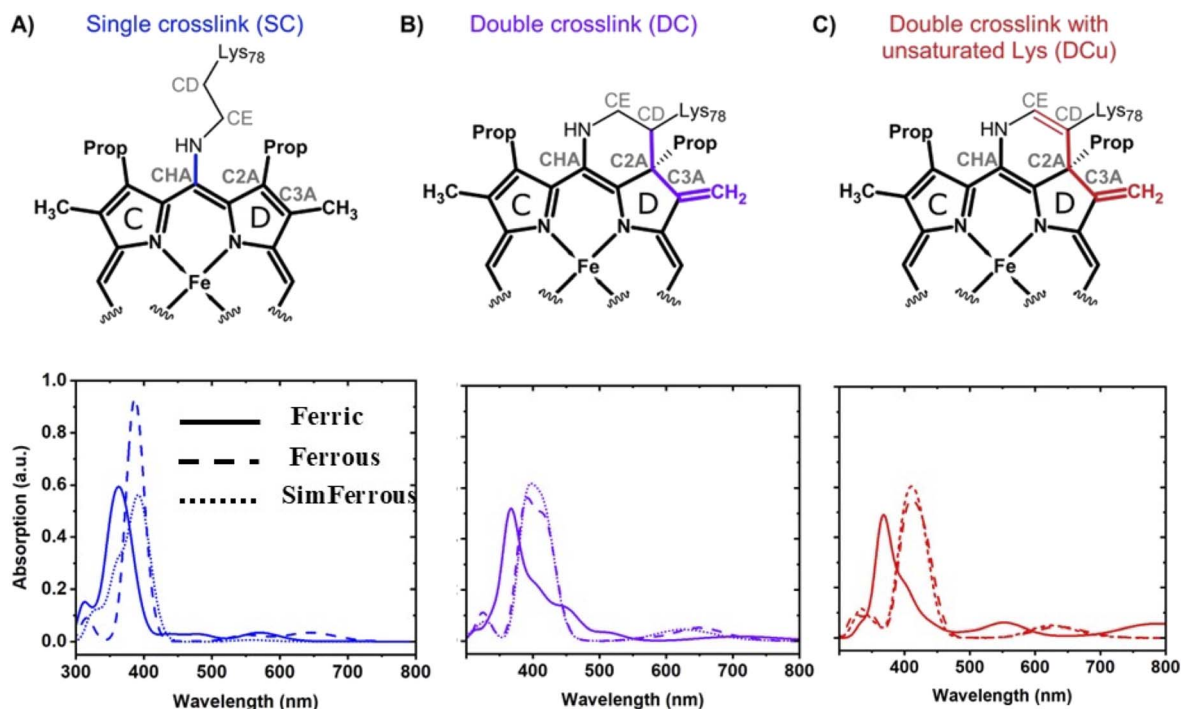 A) Single crosslink (SC)
Lys78
CD
CE
HN
Prop Prop
CHA C2A
C3A
H3C C D CH3
N N
Fe
B) Double crosslink (DC)
CE
CD Lys78
HN
Prop Prop
CHA C2A
C3A
H3C C D CH2
N N
Fe
C) Double crosslink with
unsaturated Lys (DCu)
CE
CD Lys78
HN
Prop Prop
CHA C2A
C3A
H3C C D CH2
N N
Fe
Absorption (a.u.)
1.0
0.8
0.6
0.4
0.2
0.0
Ferric
Ferrous
SimFerrous
300 400 500 600 700 800
Wavelength (nm)
400 500 600 700 800
Wavelength (nm)
400 500 600 700 800
Wavelength (nm)